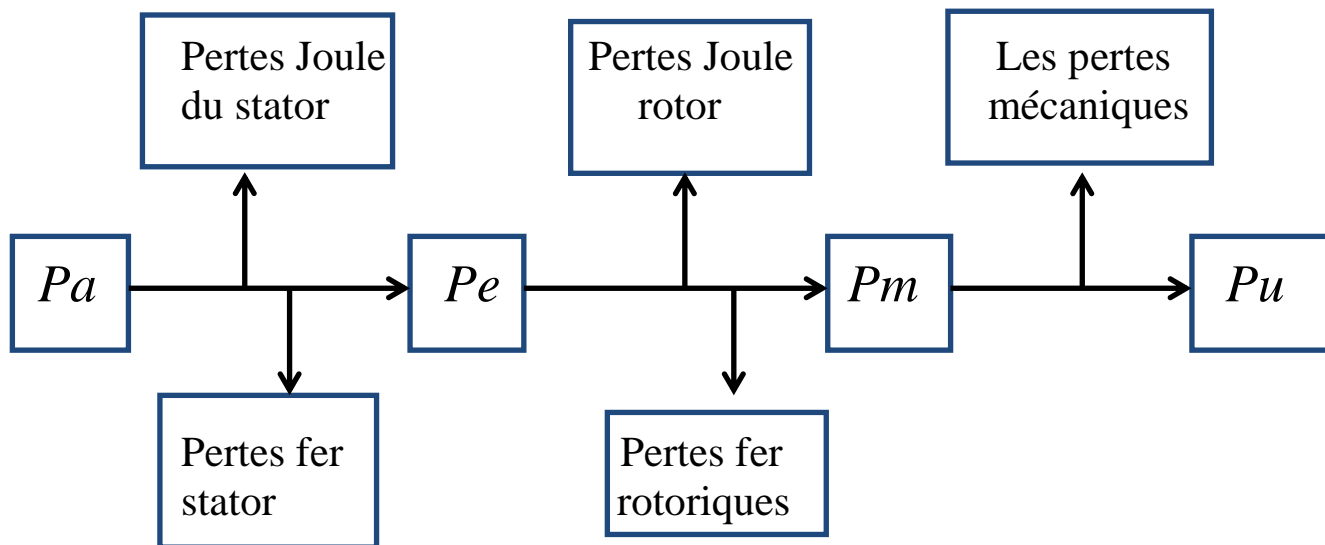 Pertes Joule
du stator
Pertes Joule
rotor
Les pertes
mécaniques
Pa
Pe
Pm
Pu
Pertes fer
stator
Pertes fer
rotoriques